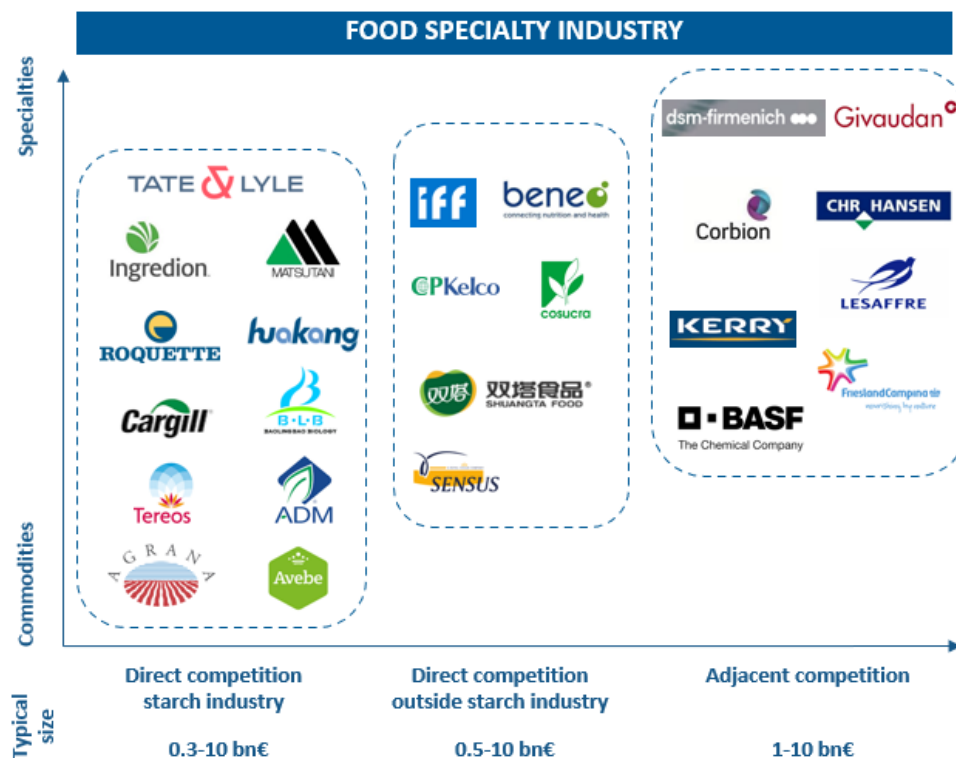 FOOD SPECIALTY INDUSTRY
Specialties
Commodities
TATE & LYLE
Ingredion
MATSUTANI
ROQUETTE
huakang
Cargill
B·L·B
BAOLINGBAO BIOLOGY
Tereos
ADM
AGRANA
Avebe
iff
beneo
connecting nutrition and health
CPKelco
cosucra
双塔
双塔食品®
SHUANGTA FOOD
SENSUS
dsm-firmenich
Givaudan
Corbion
CHR HANSEN
LESAFFRE
KERRY
FrieslandCampina
nourishing by nature
BASF
The Chemical Company
Direct competition
starch industry
Direct competition
outside starch industry
Adjacent competition
Typical
size
0.3-10 bn€
0.5-10 bn€
1-10 bn€